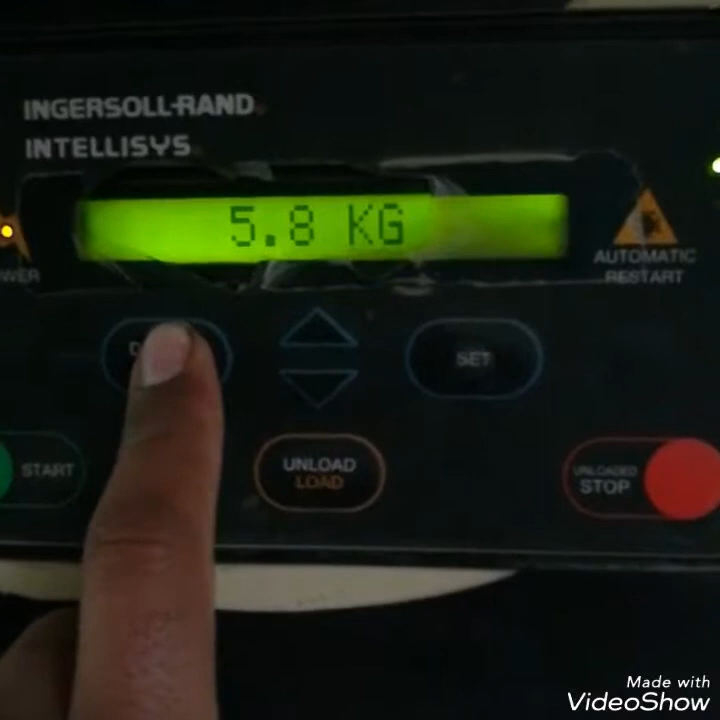 INGERSOLL-RAND
INTELLISYS
5.8 KG
AUTOMATIC
RESTART
SET
START
UNLOAD
LOAD
UNLOADED
STOP
Made with
VideoShow